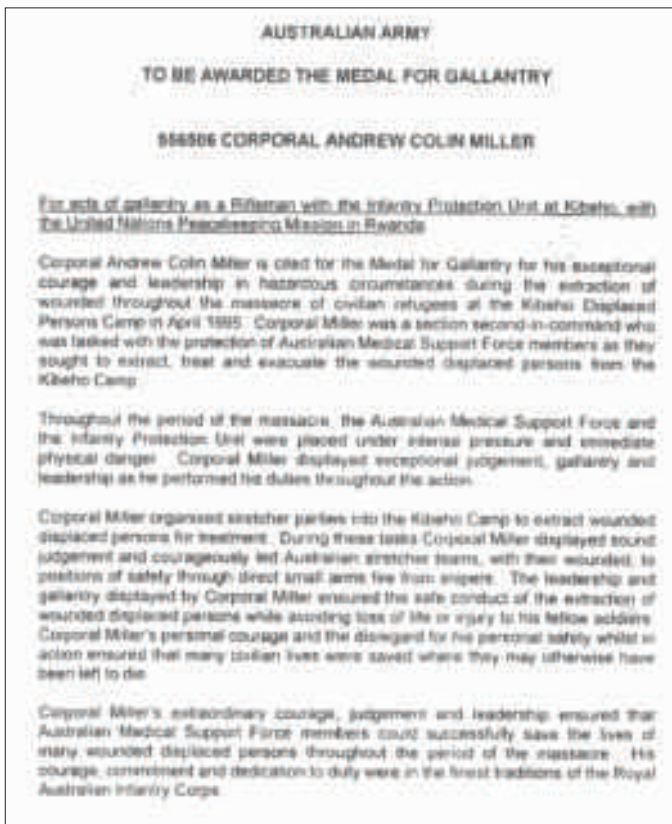 AUSTRALIAN ARMY
TO BE AWARDED THE MEDAL FOR GALLANTRY
CORPORAL ANDREW COLIN MILLER
For acts of gallantry as a Rifleman with the Infantry Protection Unit at Kibeho, with
the United Nations Peacekeeping Mission in Rwanda
Corporal Andrew Colin Miller is cited for the Medal for Gallantry for his exceptional
courage and leadership in hazardous circumstances during the extraction of
wounded throughout the massacre of civilian refugees at the Kibeho Displaced
Persons Camp in April 1995. Corporal Miller was a section second-in-command who
was tasked with the protection of Australian Medical Support Force members as they
sought to extract, treat and evacuate the wounded displaced persons from the
Kibeho Camp
Throughout the period of the massacre, the Australian Medical Support Force and
the Infantry Protection Unit were placed under intense pressure and immediate
physical danger. Corporal Miller displayed exceptional judgement, gallantry and
leadership as he performed his duties throughout the action.
Corporal Miller organised stretcher parties into the Kibeho Camp to extract wounded
displaced persons for treatment. During these tasks Corporal Miller displayed sound
judgement and courageously led Australian stretcher teams, with their wounded, to
positions of safety through direct small arms fire from snipers. The leadership and
gallantry displayed by Corporal Miller ensured the safe conduct of the extraction of
wounded displaced persons while avoiding loss of life or injury to his fellow soldiers.
Corporal Miller's personal courage and the disregard for his personal safety whilst in
action ensured that many civilian lives were saved where they may otherwise have
been left to die
Corporal Miller's extraordinary courage, judgement and leadership ensured that
Australian Medical Support Force members could successfully save the lives of
many wounded displaced persons throughout the period of the massacre. His
courage, commitment and dedication to duty were in the finest traditions of the Royal
Australian Infantry Corps